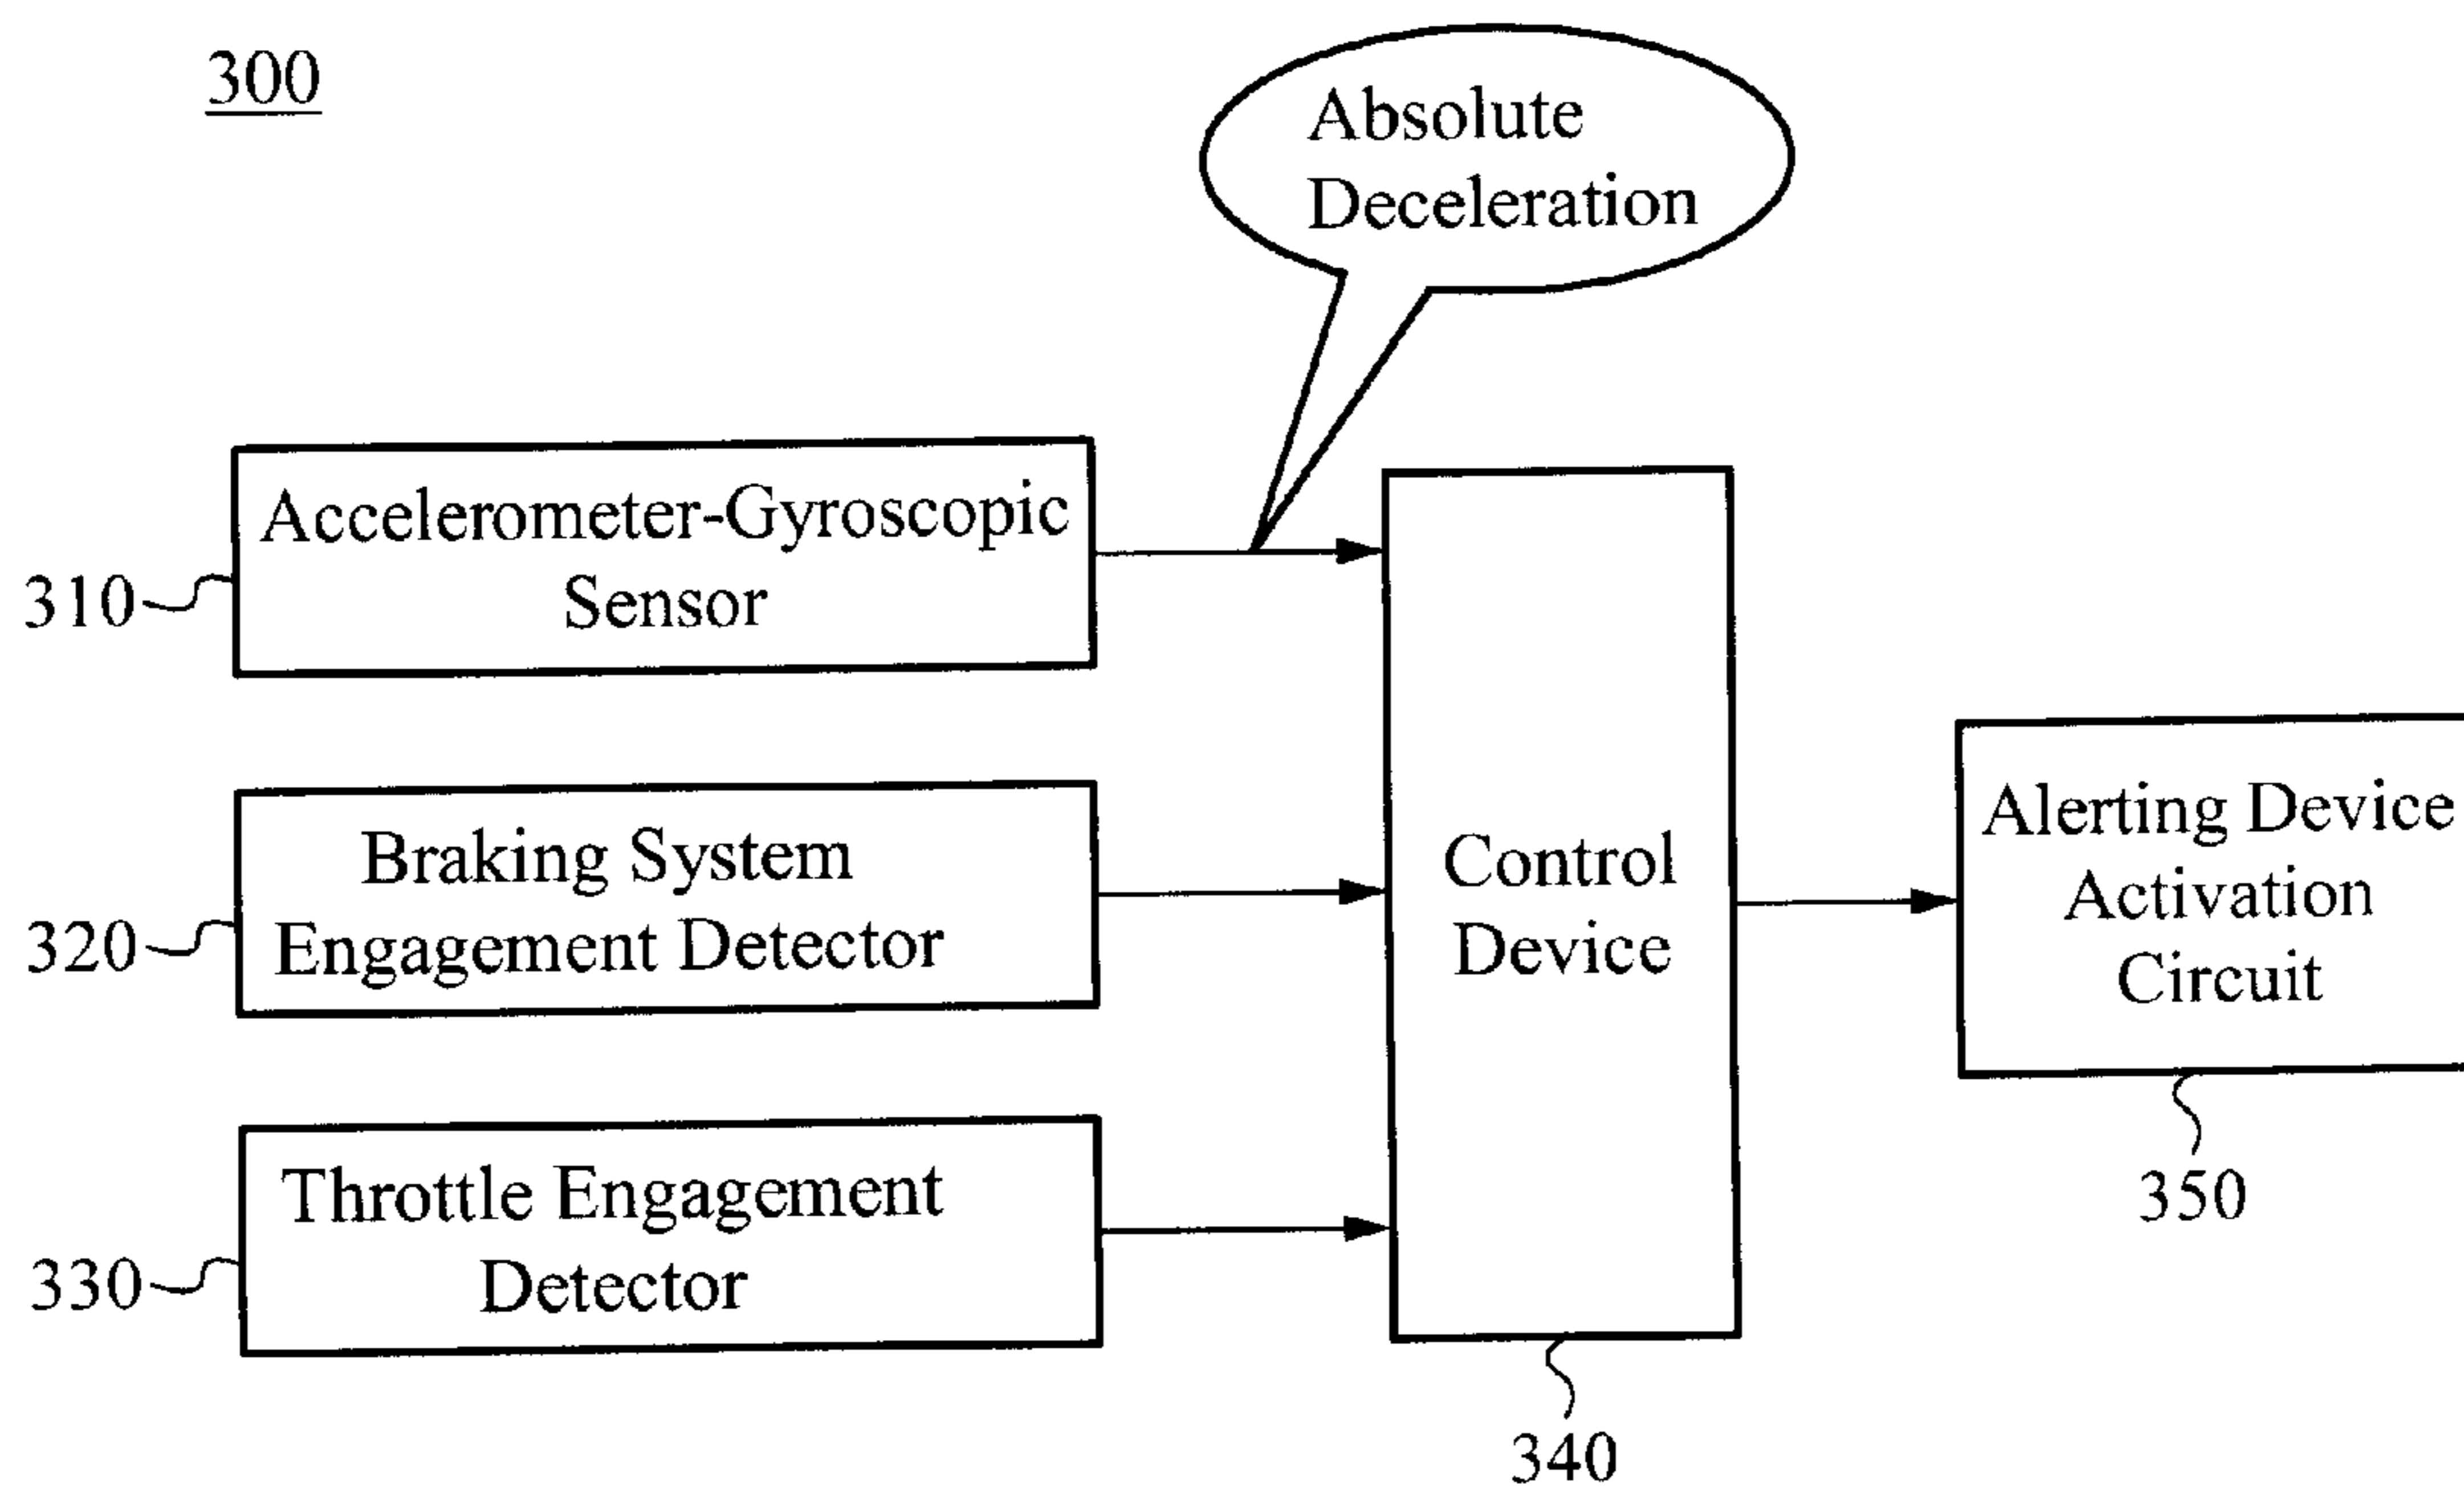 300
Absolute
Deceleration
Accelerometer-Gyroscopic
Sensor
310
Braking System
Engagement Detector
320
Throttle Engagement
Detector
330
Control
Device
340
Alerting Device
Activation
Circuit
350